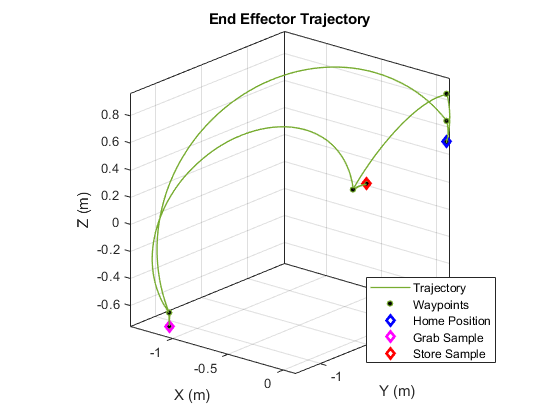 End Effector Trajectory
0.8
0.6
0.4
0.2
0
-0.2
-0.4
-0.6
Z (m)
-1
-0.5
0
X (m)
-1
Y (m)
Trajectory
Waypoints
Home Position
Grab Sample
Store Sample